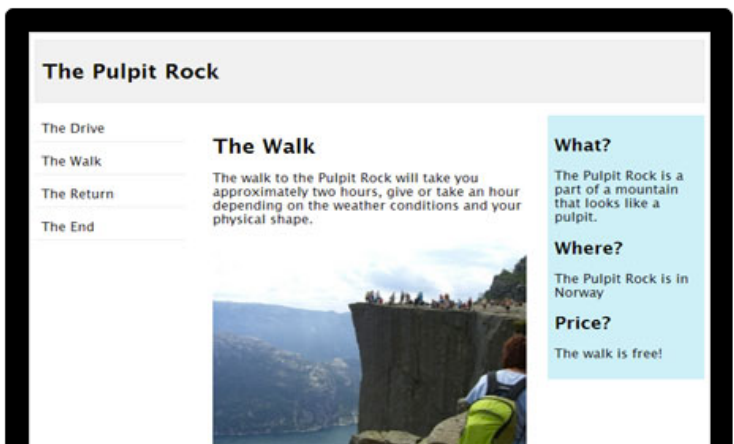 The Pulpit Rock
The Drive
The Walk
The Return
The End
The Walk
The walk to the Pulpit Rock will take you
approximately two hours, give or take an hour
depending on the weather conditions and your
physical shape.
What?
The Pulpit Rock is a
part of a mountain
that looks like a
pulpit.
Where?
The Pulpit Rock is in
Norway
Price?
The walk is free!